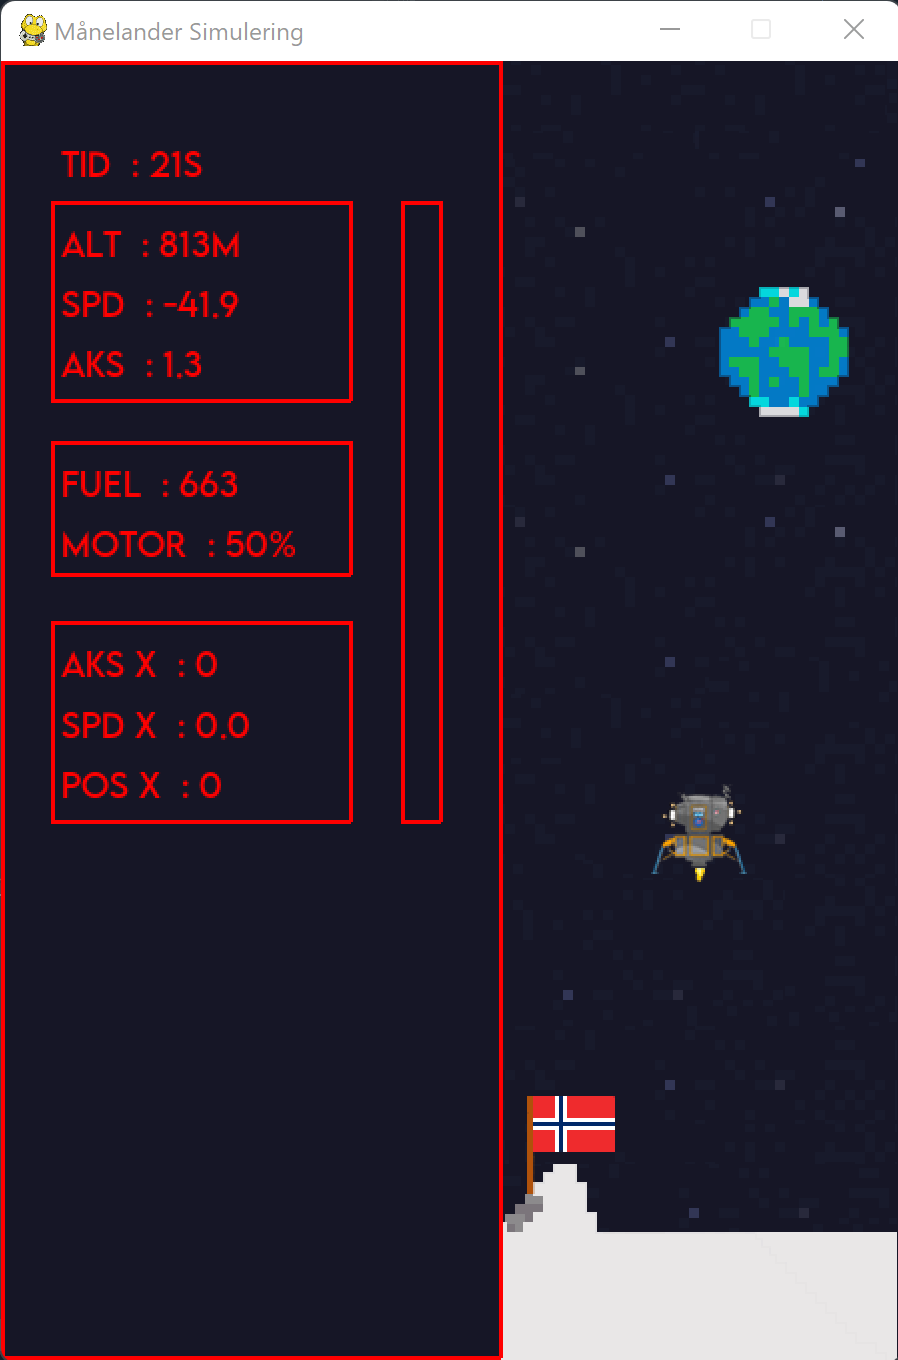 Månelander Simulering
TID : 21S
ALT : 813M
SPD : -41.9
AKS : 1.3
FUEL : 663
MOTOR : 50%
AKS X : 0
SPD X : 0.0
POS X : 0